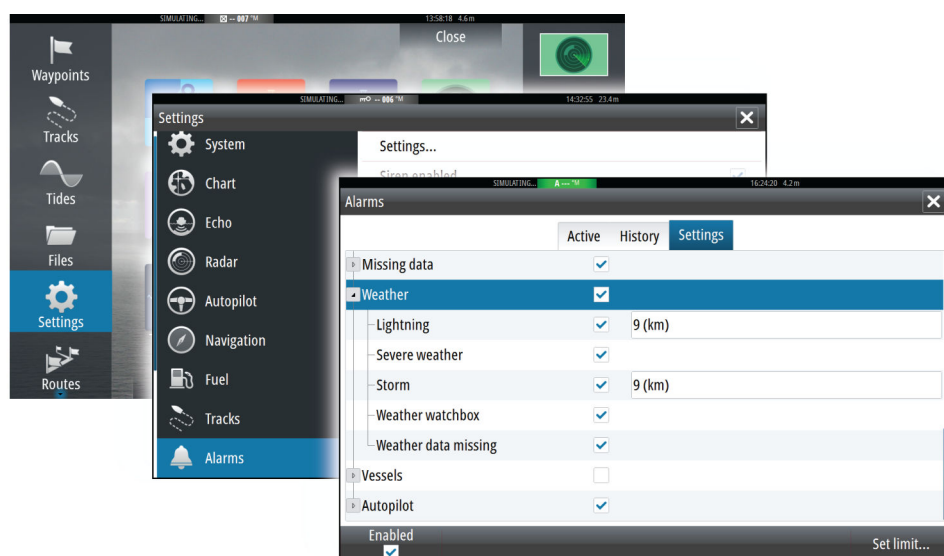 SIMULATING... -- 007 °M 13:58:18 4.6 m
Close
Waypoints
Tracks
Tides
Files
Settings
Routes
SIMULATING... -- 006 °M 14:32:55 23.4 m
Settings
System
Chart
Echo
Radar
Autopilot
Navigation
Fuel
Tracks
Alarms
Settings...
Siren enabled
SIMULATING... A --- °M 16:24:20 4.2 m
Alarms
Active History Settings
Missing data
Weather
Lightning 9 (km)
Severe weather
Storm 9 (km)
Weather watchbox
Weather data missing
Vessels
Autopilot
Enabled
Set limit...